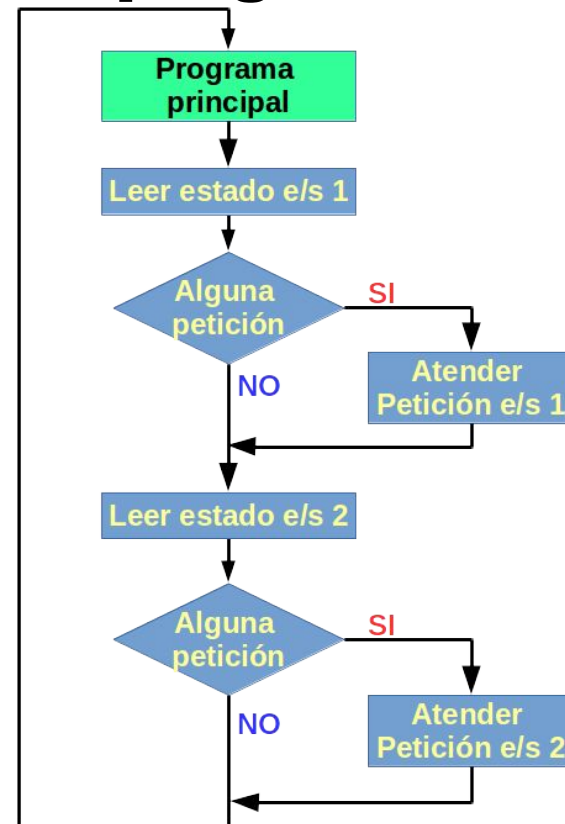 Programa
principal
Leer estado e/s 1
Alguna
petición
SI
NO
Atender
Petición e/s 1
Leer estado e/s 2
Alguna
petición
SI
NO
Atender
Petición e/s 2